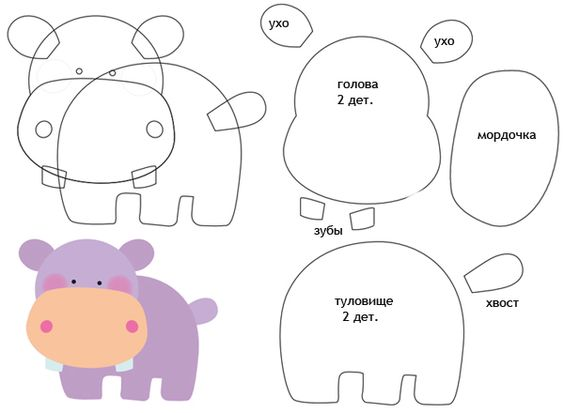 ухо
ухо
голова
2 дет.
мордочка
зубы
туловище
2 дет.
хвост